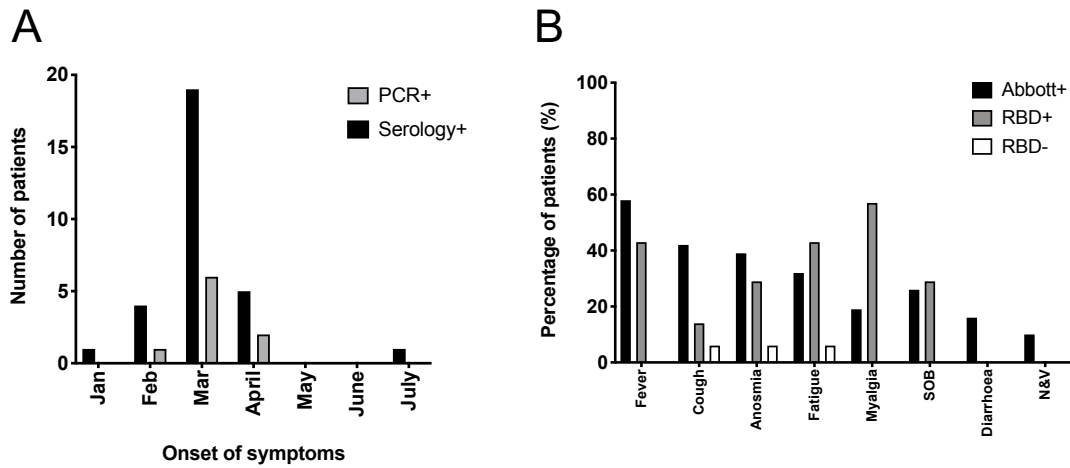 A
20
15
10
5
0
Number of patients
PCR+
Serology+
Jan
Feb
Mar
April
May
June
July
Onset of symptoms
B
100
80
60
40
20
0
Percentage of patients (%)
Abbott+
RBD+
RBD-
Fever
Cough
Anosmia
Fatigue
Myalgia
SOB
Diarrhoea
N&V